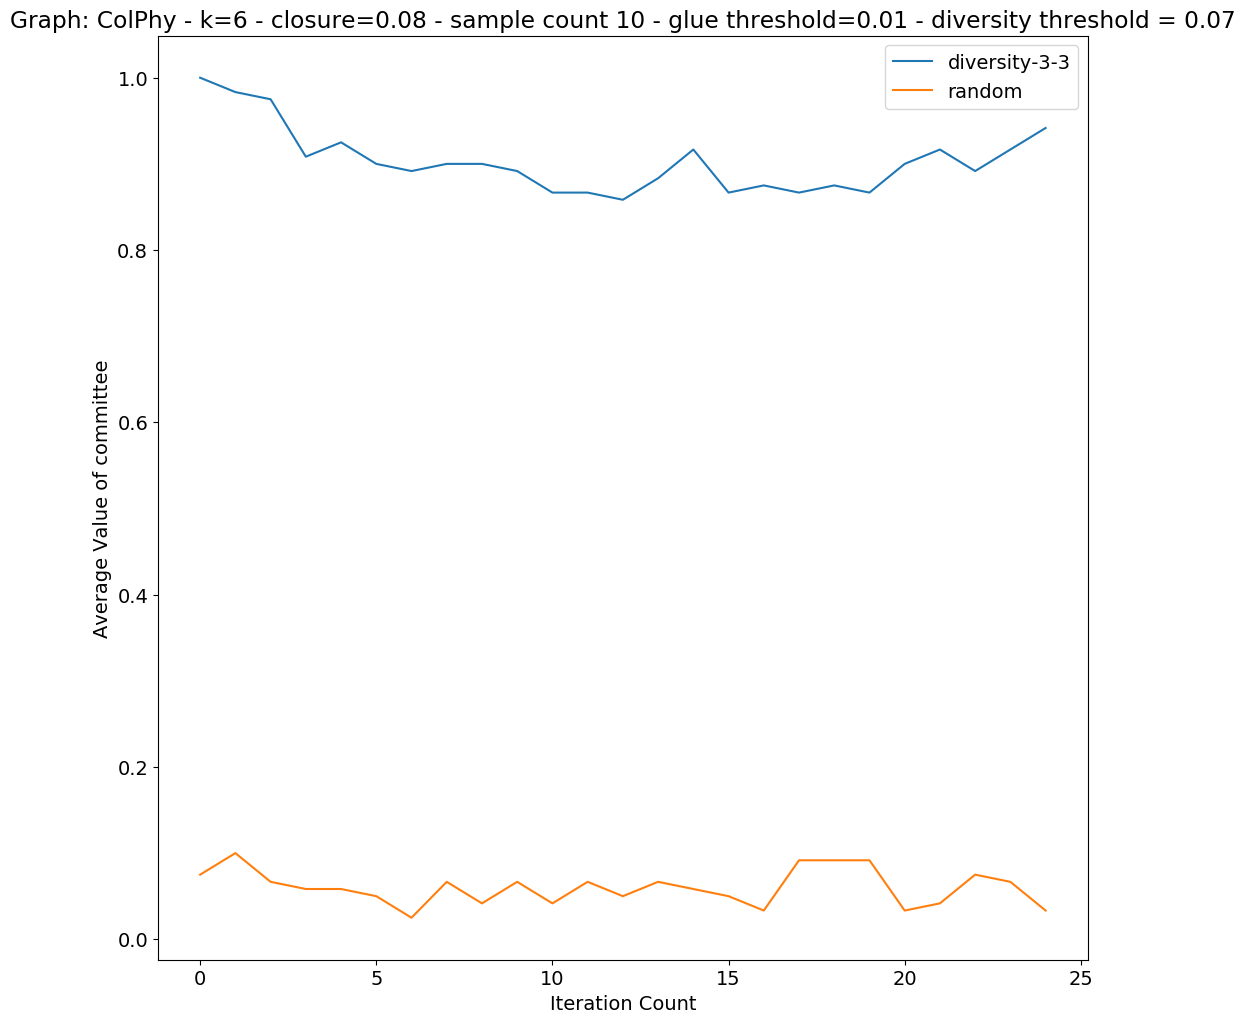 Graph: ColPhy - k=6 - closure=0.08 - sample count 10 - glue threshold=0.01 - diversity threshold = 0.07
diversity-3-3
random
1.0
0.8
0.6
0.4
0.2
0.0
Average Value of committee
0 5 10 15 20 25
Iteration Count